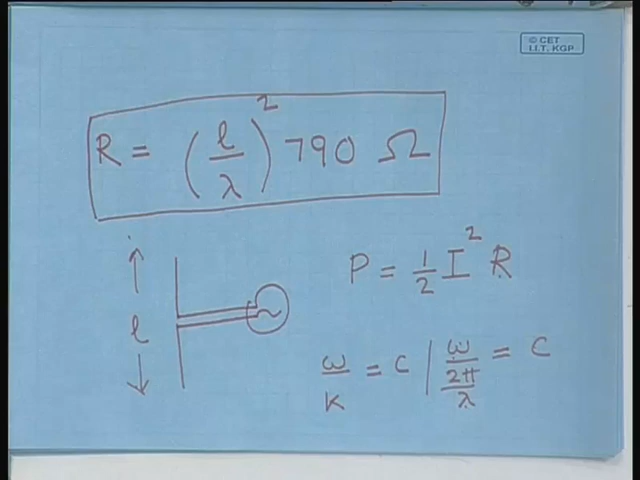 © CET
I.I.T. KGP
R = (l/λ)² 790 Ω
P = 1/2 I² R
l
ω/K = C | ω/(2π/λ) = C